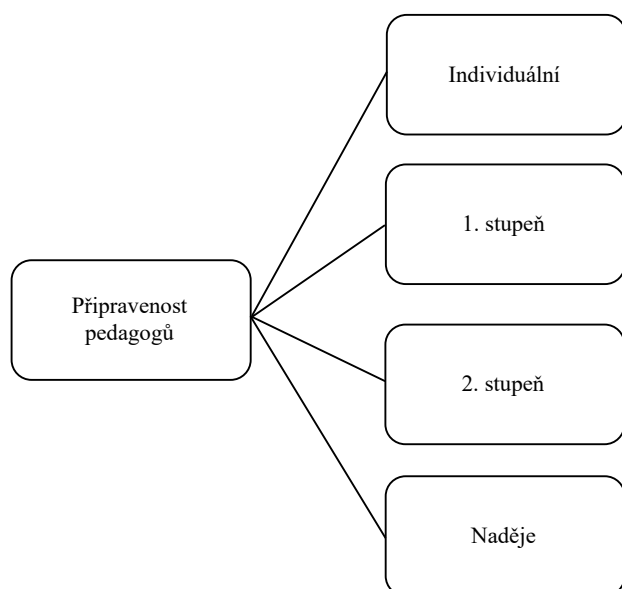 Individuální
1. stupeň
Připravenost
pedagogů
2. stupeň
Naděje